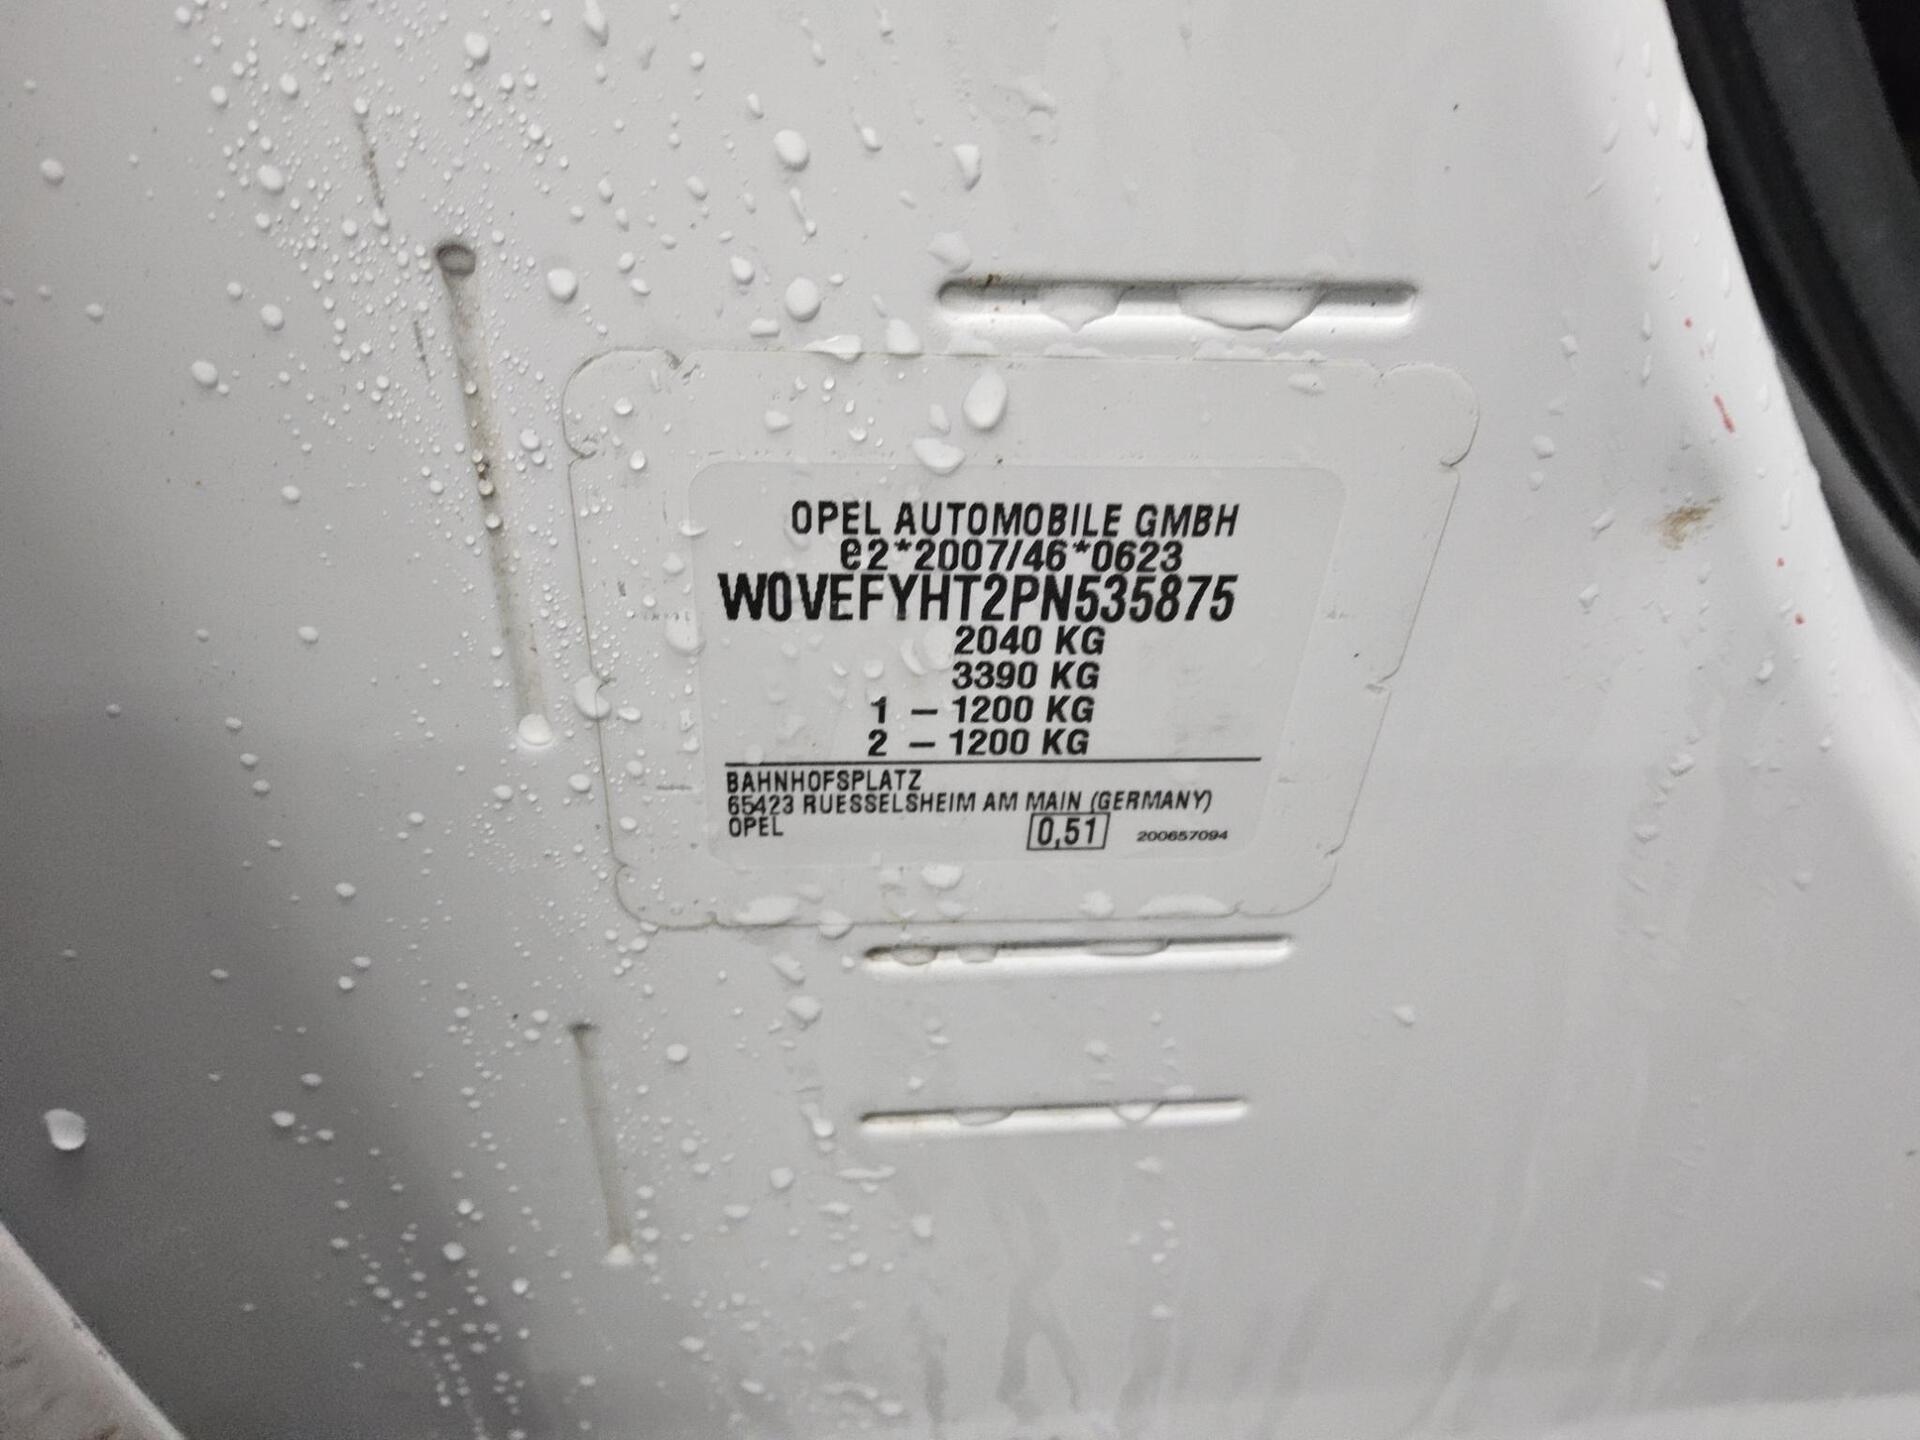 OPEL AUTOMOBILE GMBH
e2*2007/46*0623
W0VEFYHT2PN535875
2040 KG
3390 KG
1 – 1200 KG
2 – 1200 KG
BAHNHOFSPLATZ
65423 RUESSELSHEIM AM MAIN (GERMANY)
OPEL 0,51 200657094